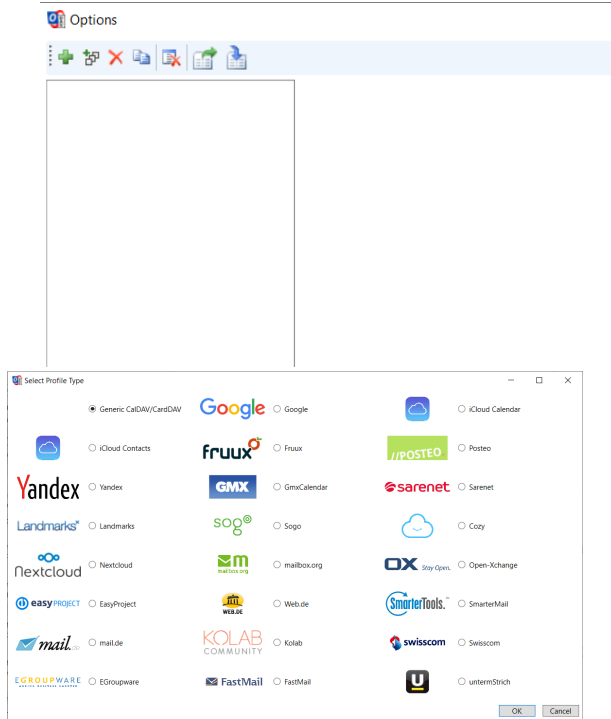 Options
Select Profile Type
Generic CalDAV/CardDAV
Google
Google
iCloud Calendar
iCloud Contacts
fruux
Fruux
//POSTEO
Posteo
Yandex
Yandex
GMX
GmxCalendar
sarenet
Sarenet
Landmarks
Landmarks
sogo
Sogo
Cozy
Nextcloud
Nextcloud
mailbox.org
mailbox.org
OX Stay Open.
Open-Xchange
easy PROJECT
EasyProject
WEB.DE
Web.de
SmarterTools.
SmarterMail
mail.de
mail.de
KOLAB
COMMUNITY
Kolab
swisscom
Swisscom
EGROUPWARE
EGroupware
FastMail
FastMail
U
untermStrich
OK
Cancel